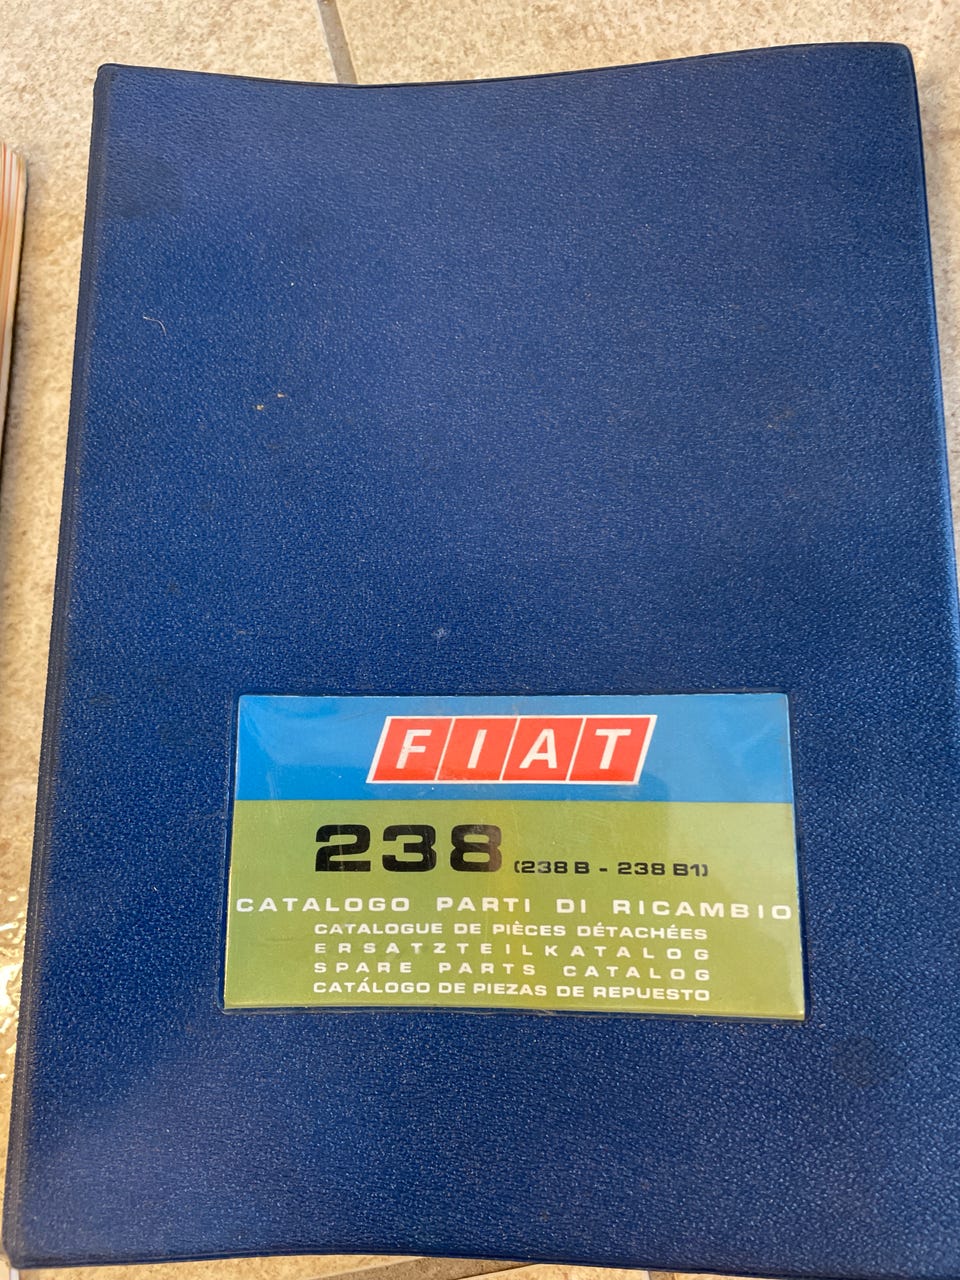 FIAT
238 (238 B - 238 B1)
CATALOGO PARTI DI RICAMBIO
CATALOGUE DE PIÈCES DÉTACHÉES
ERSATZTEILKATALOG
SPARE PARTS CATALOG
CATÁLOGO DE PIEZAS DE REPUESTO